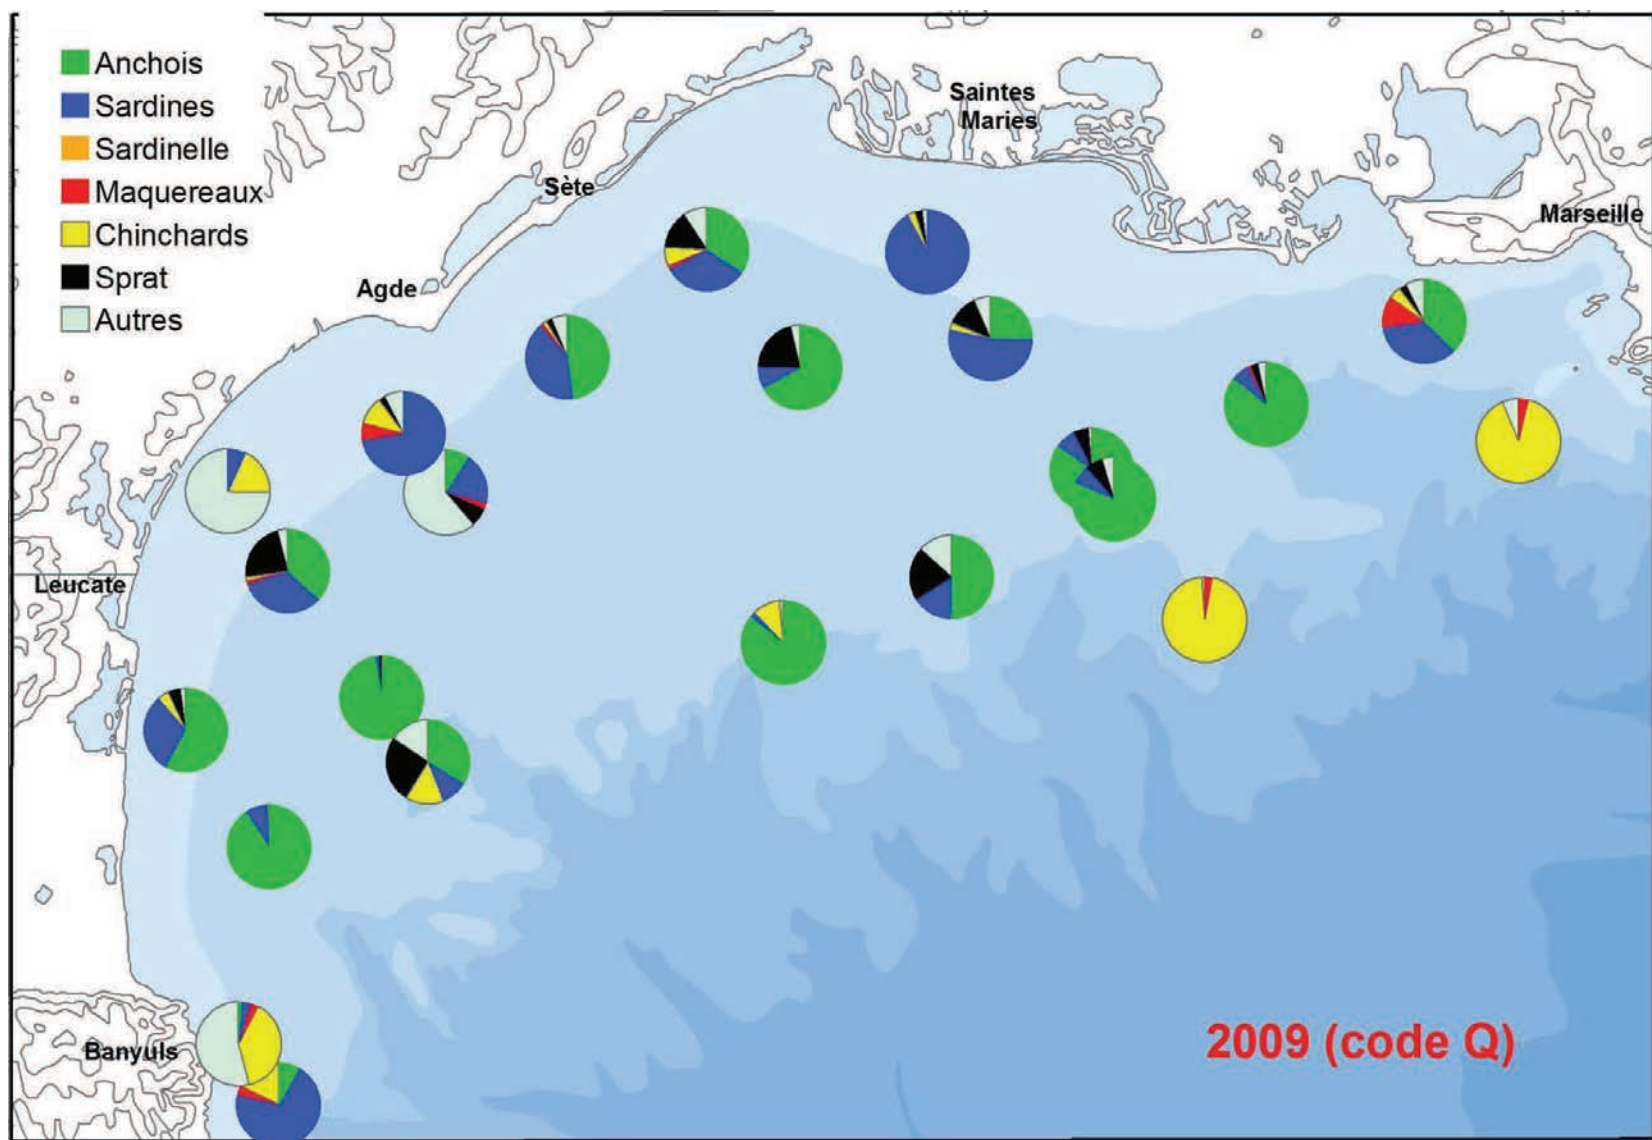 Anchois
Sardines
Sardinelle
Maquereaux
Chinchards
Sprat
Autres
Saintes
Maries
Sète
Marseille
Agde
Leucate
Banyuls
2009 (code Q)